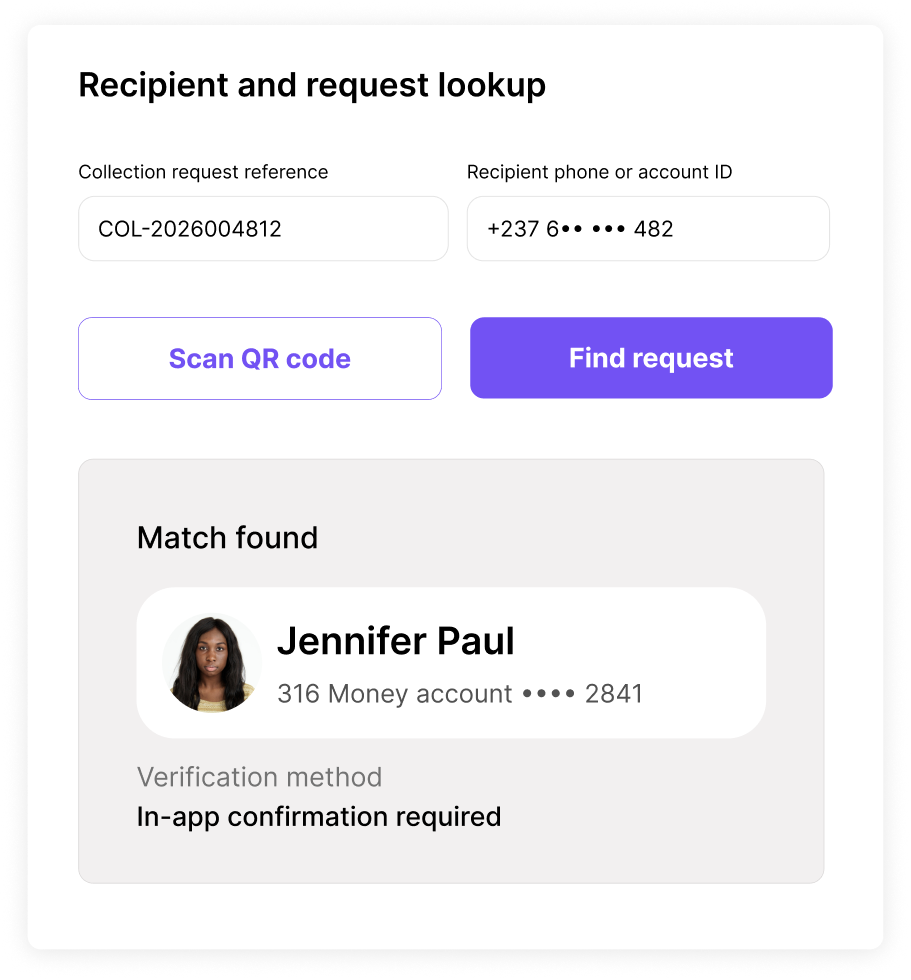 Recipient and request lookup
Collection request reference
Recipient phone or account ID
COL-2026004812
+237 6•• ••• 482
Scan QR code
Find request
Match found
Jennifer Paul
316 Money account •••• 2841
Verification method
In-app confirmation required